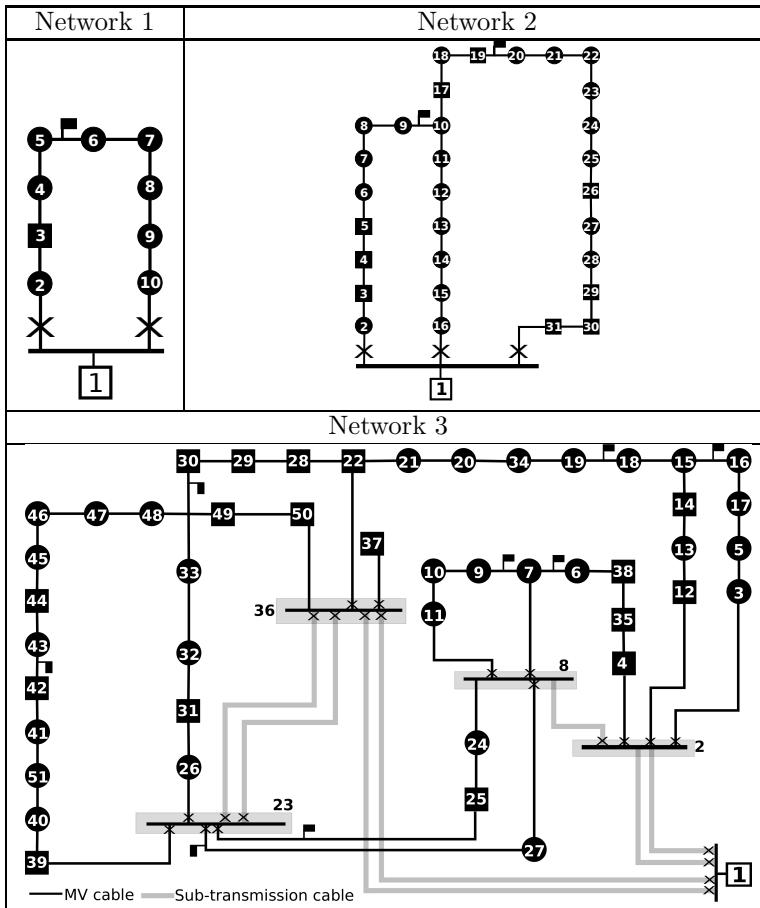 Network 1 Network 2
5 6 7
4 8
3 9
2 10
1
18 19 20 21 22
17 23
8 9 10 24
7 11 25
6 12 26
5 13 27
4 14 28
3 15 29
2 16 31 30
1
Network 3
30 29 28 22 21 20 34 19 18 15 16
46 47 48 49 50 14 17
45 37 13 5
33 10 9 7 6 38
44 36 11 35 12 3
43 32 8 4
42 31 24 2
41 26 25
51 23
40 27
39 1
MV cable Sub-transmission cable